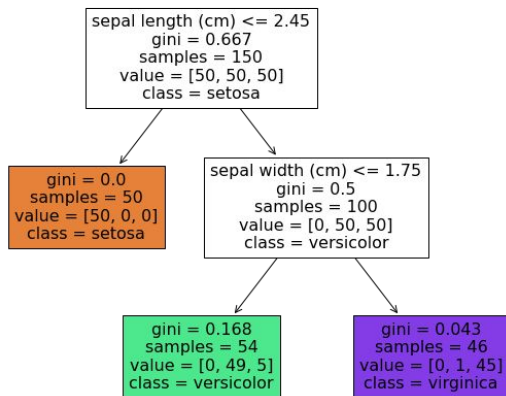 sepal length (cm) <= 2.45
gini = 0.667
samples = 150
value = [50, 50, 50]
class = setosa
gini = 0.0
samples = 50
value = [50, 0, 0]
class = setosa
sepal width (cm) <= 1.75
gini = 0.5
samples = 100
value = [0, 50, 50]
class = versicolor
gini = 0.168
samples = 54
value = [0, 49, 5]
class = versicolor
gini = 0.043
samples = 46
value = [0, 1, 45]
class = virginica